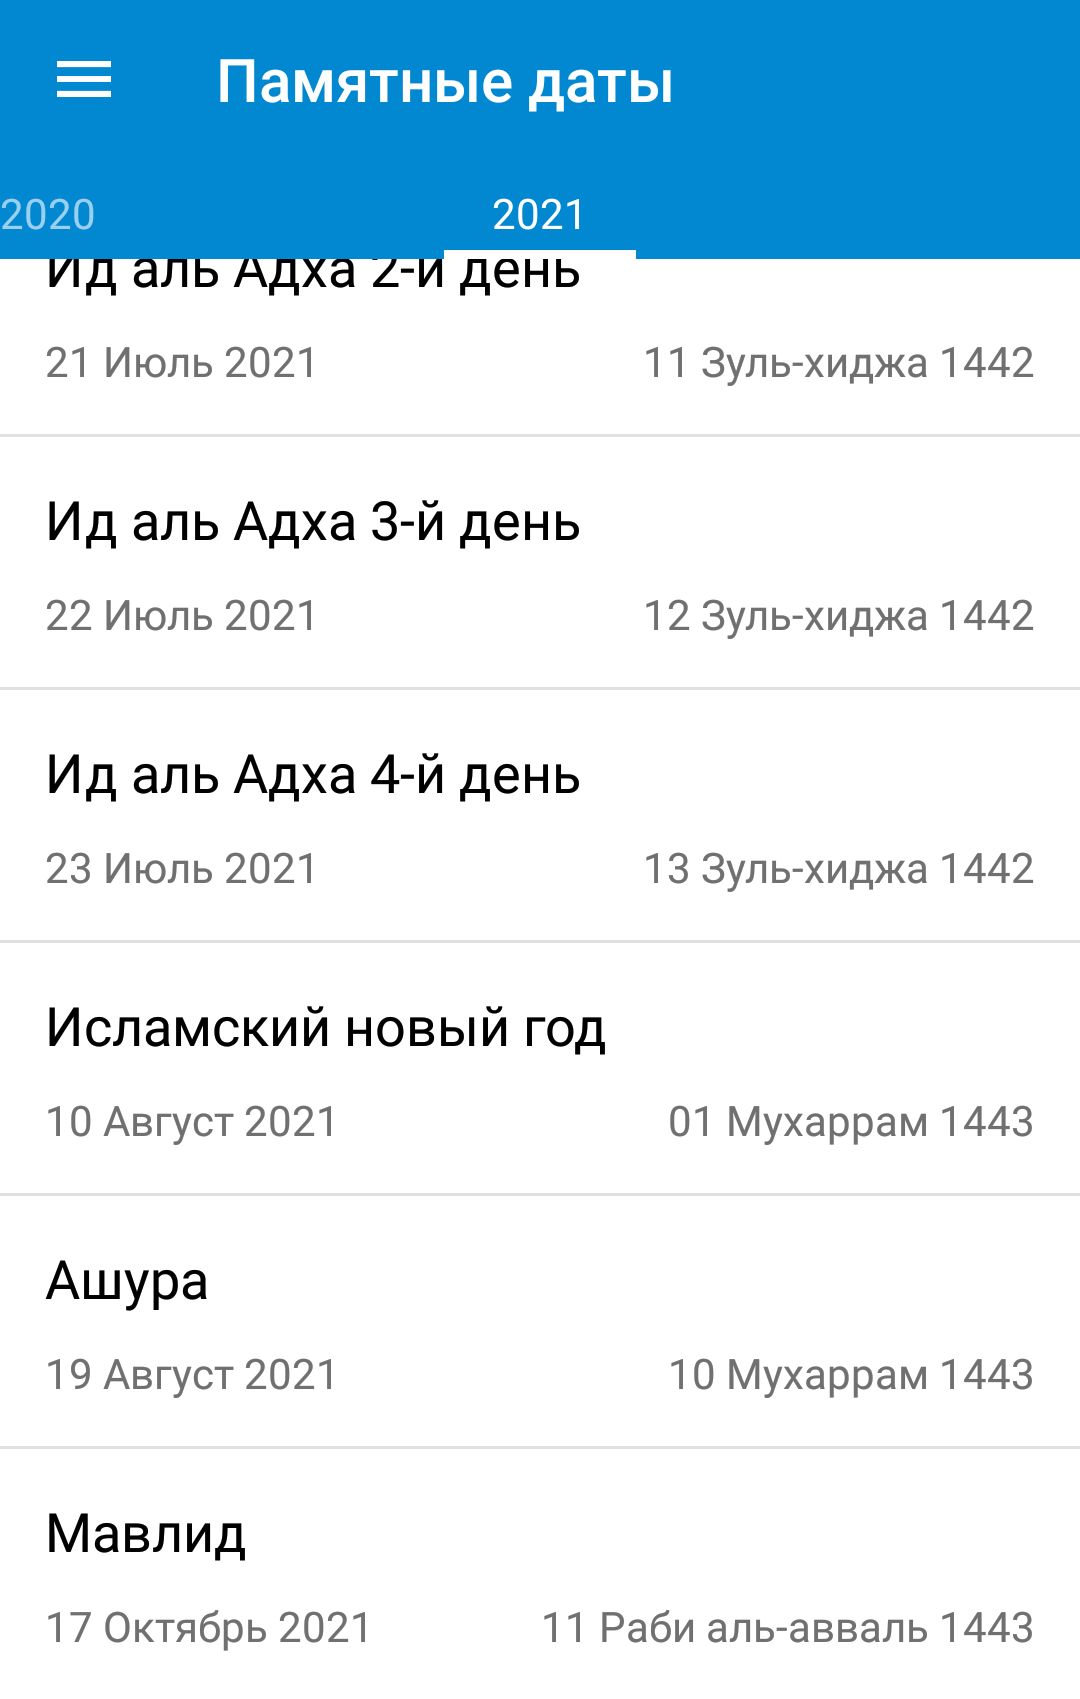 Памятные даты
2020 2021
Ид аль Адха 2-й день
21 Июль 2021 11 Зуль-хиджа 1442
Ид аль Адха 3-й день
22 Июль 2021 12 Зуль-хиджа 1442
Ид аль Адха 4-й день
23 Июль 2021 13 Зуль-хиджа 1442
Исламский новый год
10 Август 2021 01 Мухаррам 1443
Ашура
19 Август 2021 10 Мухаррам 1443
Мавлид
17 Октябрь 2021 11 Раби аль-авваль 1443